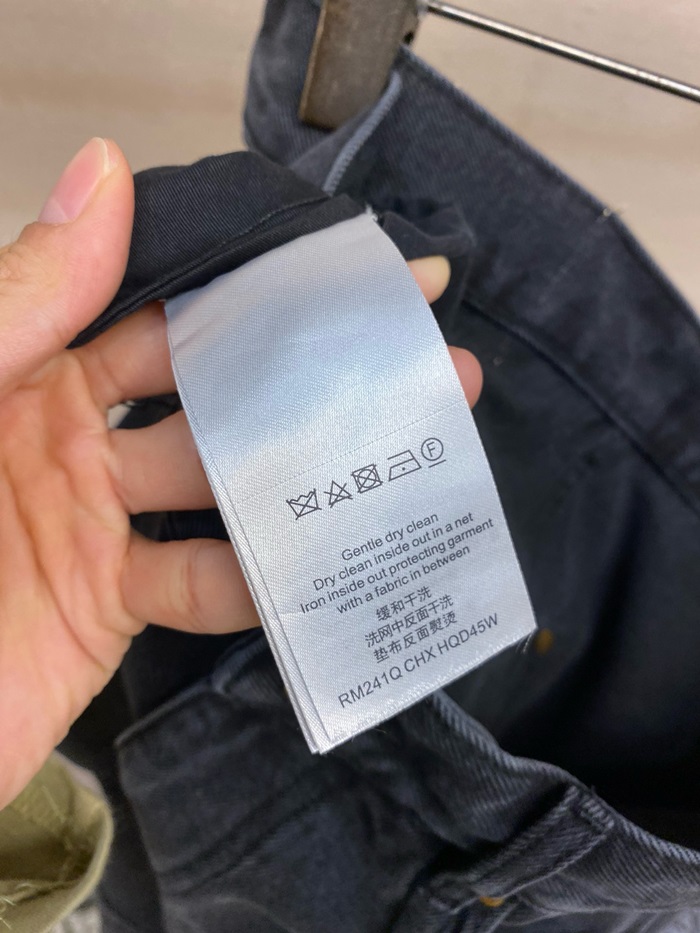 F
Gentle dry clean
Dry clean inside out in a net
Iron inside out protecting garment
with a fabric in between
缓和干洗
洗网中反面干洗
垫布反面熨烫
RM241Q CHX HQD45W